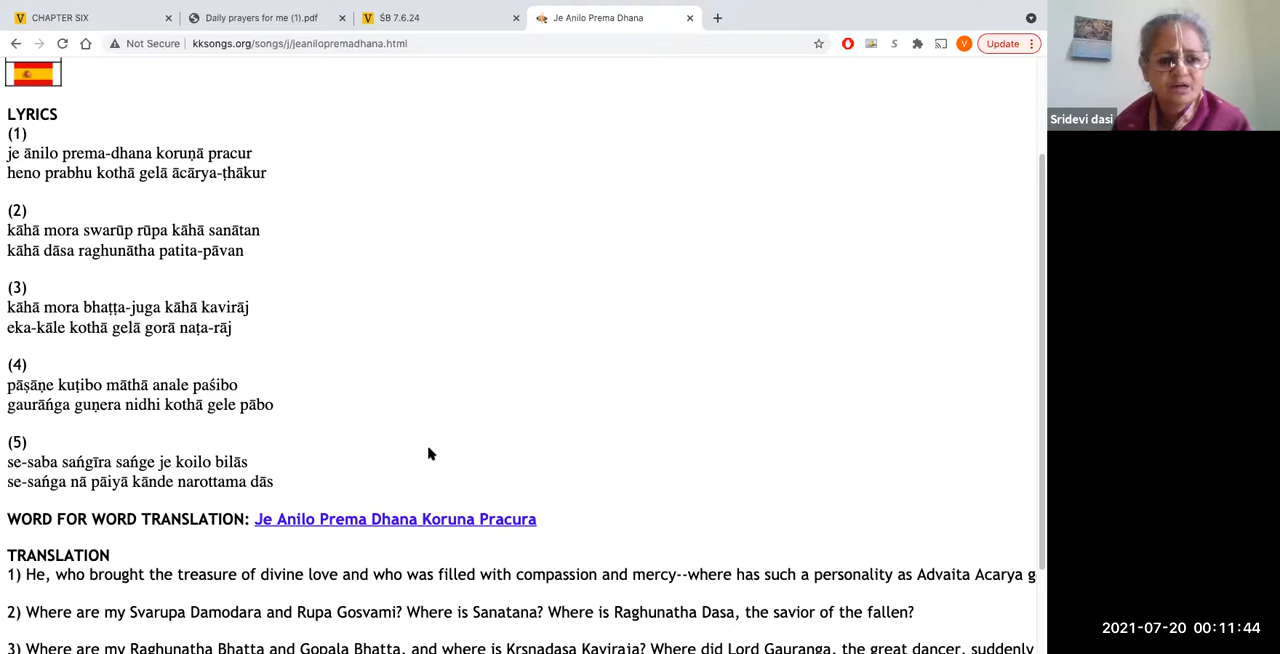 CHAPTER SIX
Daily prayers for me (1).pdf
ŚB 7.6.24
Je Anilo Prema Dhana
Not Secure
kksongs.org/songs/j/jeanilopremadhana.html
Update
LYRICS
(1)
je ānilo prema-dhana koruṇā pracur
heno prabhu kothā gelā ācārya-ṭhākur
(2)
kāhā mora swarūp rūpa kāhā sanātan
kāhā dāsa raghunātha patita-pāvan
(3)
kāhā mora bhaṭṭa-juga kāhā kavirāj
eka-kāle kothā gelā gorā naṭa-rāj
(4)
pāṣāṇe kuṭibo māthā anale paśibo
gaurāńga guṇera nidhi kothā gele pābo
(5)
se-saba sańgīra sańge je koilo bilās
se-sańga nā pāiyā kānde narottama dās
WORD FOR WORD TRANSLATION: Je Anilo Prema Dhana Koruna Pracura
TRANSLATION
1) He, who brought the treasure of divine love and who was filled with compassion and mercy--where has such a personality as Advaita Acarya g
2) Where are my Svarupa Damodara and Rupa Gosvami? Where is Sanatana? Where is Raghunatha Dasa, the savior of the fallen?
3) Where are my Raghunatha Bhatta and Gopala Bhatta, and where is Krsnadasa Kaviraja? Where did Lord Gauranga, the great dancer, suddenly
Sridevi dasi
2021-07-20 00:11:44